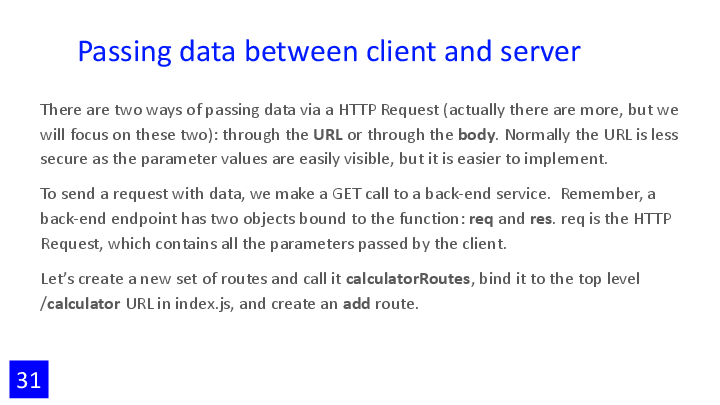 Passing data between client and server
There are two ways of passing data via a HTTP Request (actually there are more, but we
will focus on these two): through the URL or through the body. Normally the URL is less
secure as the parameter values are easily visible, but it is easier to implement.
To send a request with data, we make a GET call to a back-end service.  Remember, a
back-end endpoint has two objects bound to the function: req and res. req is the HTTP
Request, which contains all the parameters passed by the client.
Let’s create a new set of routes and call it calculatorRoutes, bind it to the top level
/calculator URL in index.js, and create an add route.
31